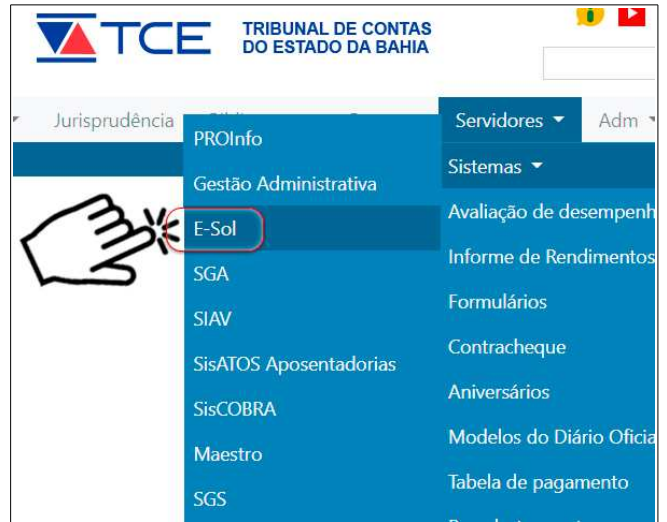 TCE
TRIBUNAL DE CONTAS
DO ESTADO DA BAHIA
Jurisprudência
Servidores
Adm
PROInfo
Gestão Administrativa
E-Sol
SGA
SIAV
SisATOS Aposentadorias
SisCOBRA
Maestro
SGS
Sistemas
Avaliação de desempenh
Informe de Rendimentos
Formulários
Contracheque
Aniversários
Modelos do Diário Oficia
Tabela de pagamento